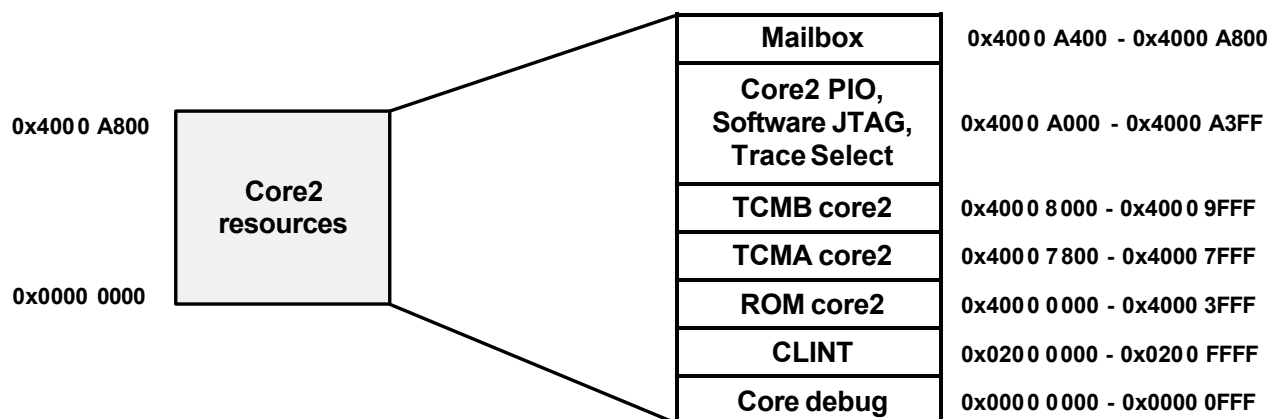 Mailbox 0x4000 A400 - 0x4000 A800
0x4000 A800
Core2 PIO,
Software JTAG,
Trace Select
0x4000 A000 - 0x4000 A3FF
Core2
resources
TCMB core2 0x4000 8000 - 0x4000 9FFF
TCMA core2 0x4000 7800 - 0x4000 7FFF
0x0000 0000
ROM core2 0x4000 0000 - 0x4000 3FFF
CLINT 0x0200 0000 - 0x0200 FFFF
Core debug 0x0000 0000 - 0x0000 0FFF